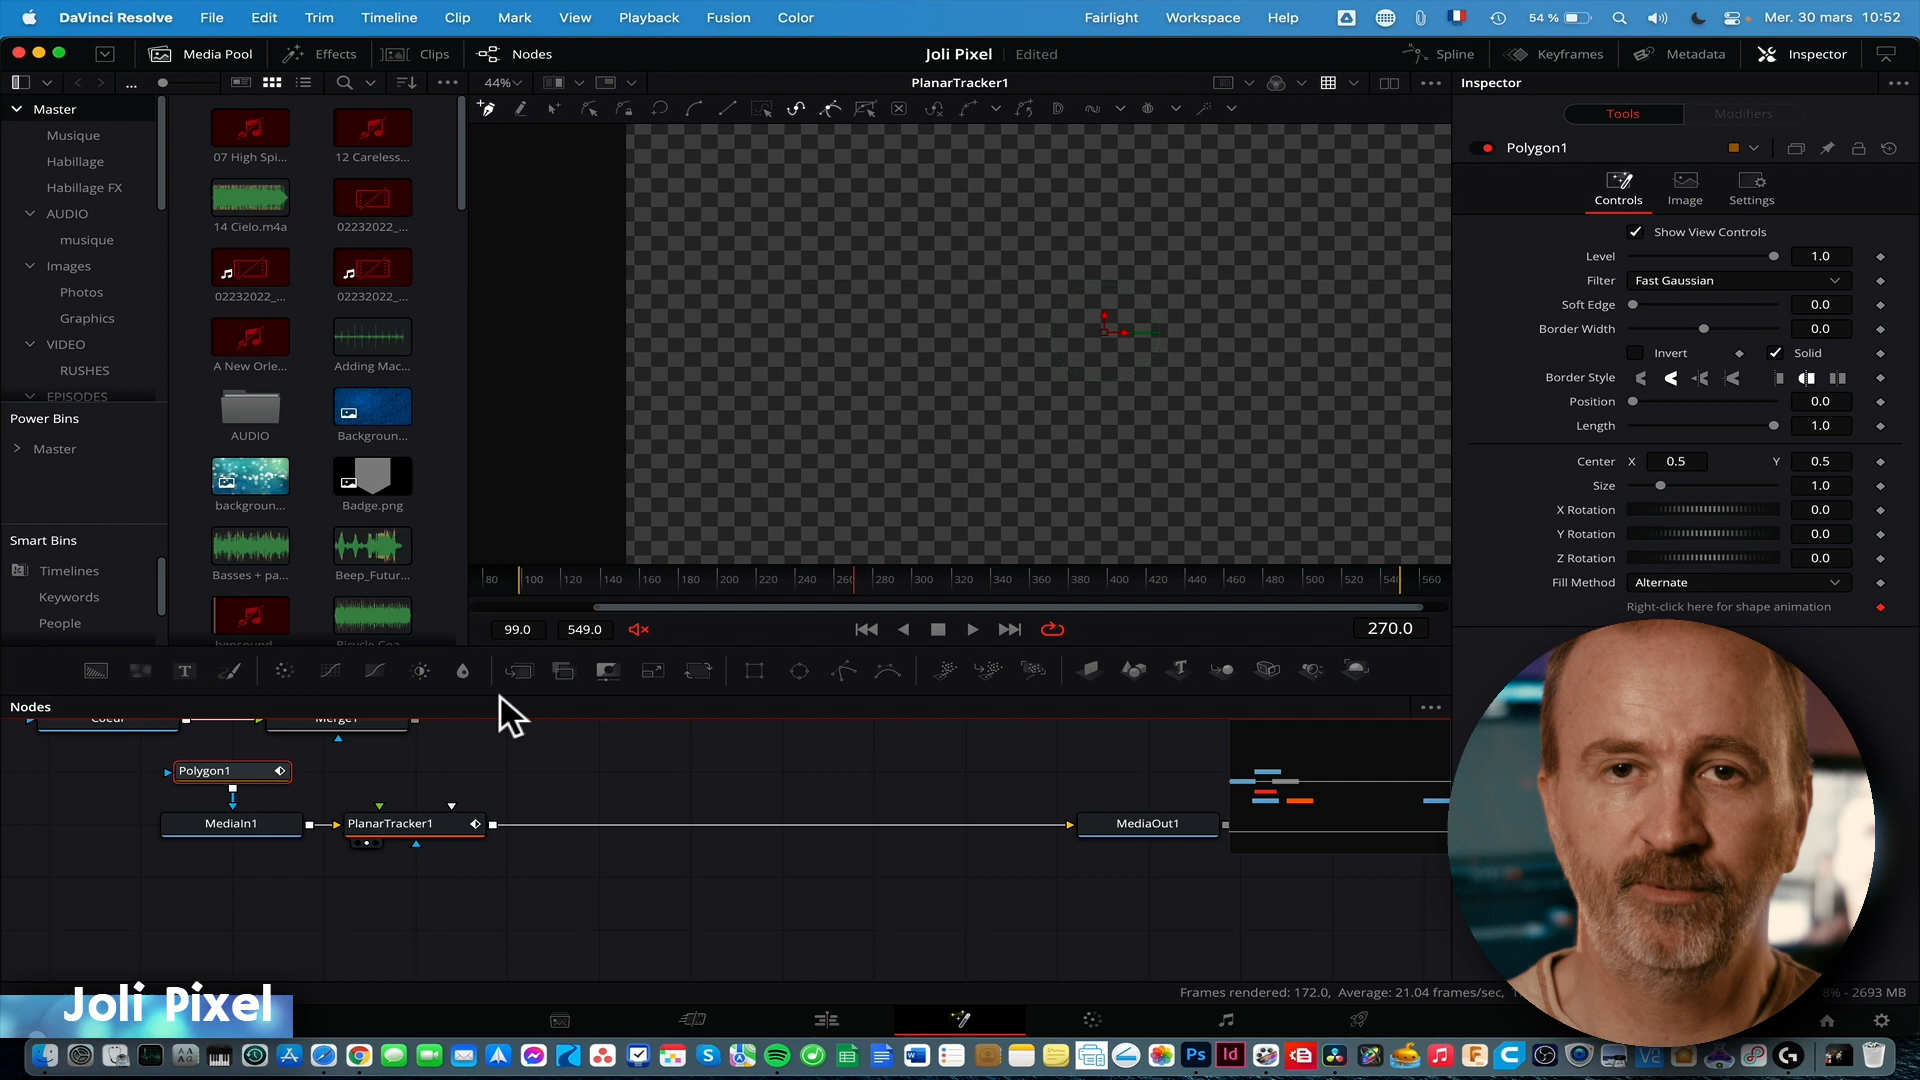 DaVinci Resolve File Edit Trim Timeline Clip Mark View Playback Fusion Color Fairlight Workspace Help 54 % Mer. 30 mars 10:52
Media Pool Effects Clips Nodes Joli Pixel Edited Spline Keyframes Metadata Inspector
... 44% PlanarTracker1 Inspector
Master
Musique
Habillage
Habillage FX
AUDIO
musique
Images
Photos
Graphics
VIDEO
RUSHES
EPISODES
Power Bins
Master
Smart Bins
Timelines
Keywords
People
07 High Spi... 12 Careless...
14 Cielo.m4a 02232022_...
02232022_... 02232022_...
A New Orle... Adding Mac...
AUDIO Backgroun...
backgroun... Badge.png
Basses + pa... Beep_Futur...
Tools Modifiers
Polygon1
Controls Image Settings
Show View Controls
Level 1.0
Filter Fast Gaussian
Soft Edge 0.0
Border Width 0.0
Invert Solid
Border Style
Position 0.0
Length 1.0
Center X 0.5 Y 0.5
Size 1.0
X Rotation 0.0
Y Rotation 0.0
Z Rotation 0.0
Fill Method Alternate
Right-click here for shape animation
80 100 120 140 160 180 200 220 240 260 280 300 320 340 360 380 400 420 440 460 480 500 520 540 560
99.0 549.0 270.0
Nodes
Coeur Merge1
Polygon1
MediaIn1 PlanarTracker1 MediaOut1
Joli Pixel
Frames rendered: 172.0, Average: 21.04 frames/sec, 8% - 2693 MB